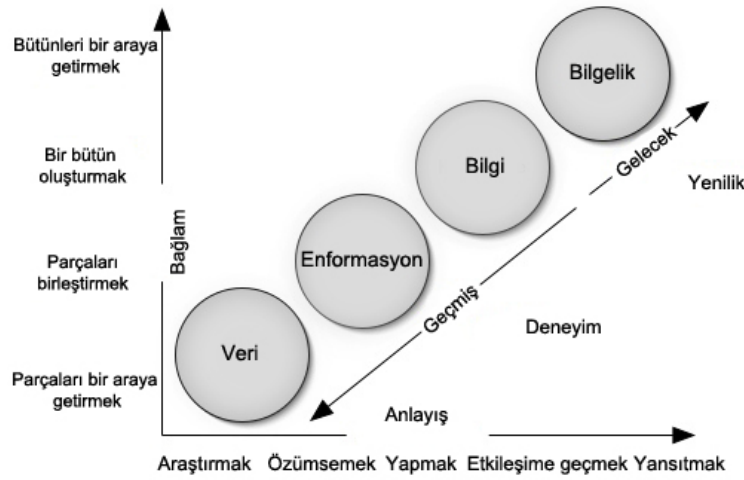 Bütünleri bir araya
getirmek
Bilgelik
Gelecek
Bir bütün
oluşturmak
Bilgi
Yenilik
Bağlam
Parçaları
birleştirmek
Enformasyon
Geçmiş
Deneyim
Veri
Parçaları bir araya
getirmek
Anlayış
Araştırmak Özümsemek Yapmak Etkileşime geçmek Yansıtmak